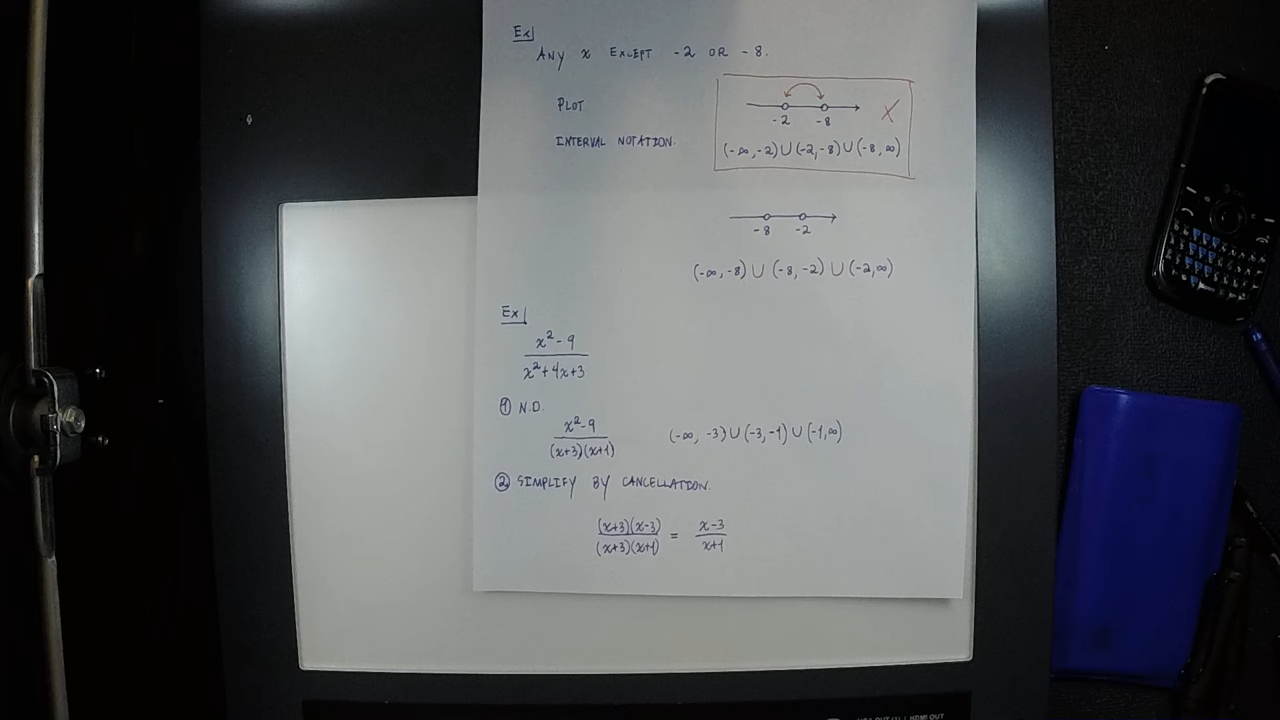 Ex
ANY x EXCEPT -2 OR -8.
PLOT
-2 -8 X
INTERVAL NOTATION.
(-∞,-2)∪(-2,-8)∪(-8,∞)
-8 -2
(-∞,-8)∪(-8,-2)∪(-2,∞)
Ex
x²-9
x²+4x+3
① N.D.
x²-9
(x+3)(x+1)
(-∞, -3)∪(-3,-1)∪(-1,∞)
② SIMPLIFY BY CANCELLATION.
(x+3)(x-3) = x-3
(x+3)(x+1) x+1